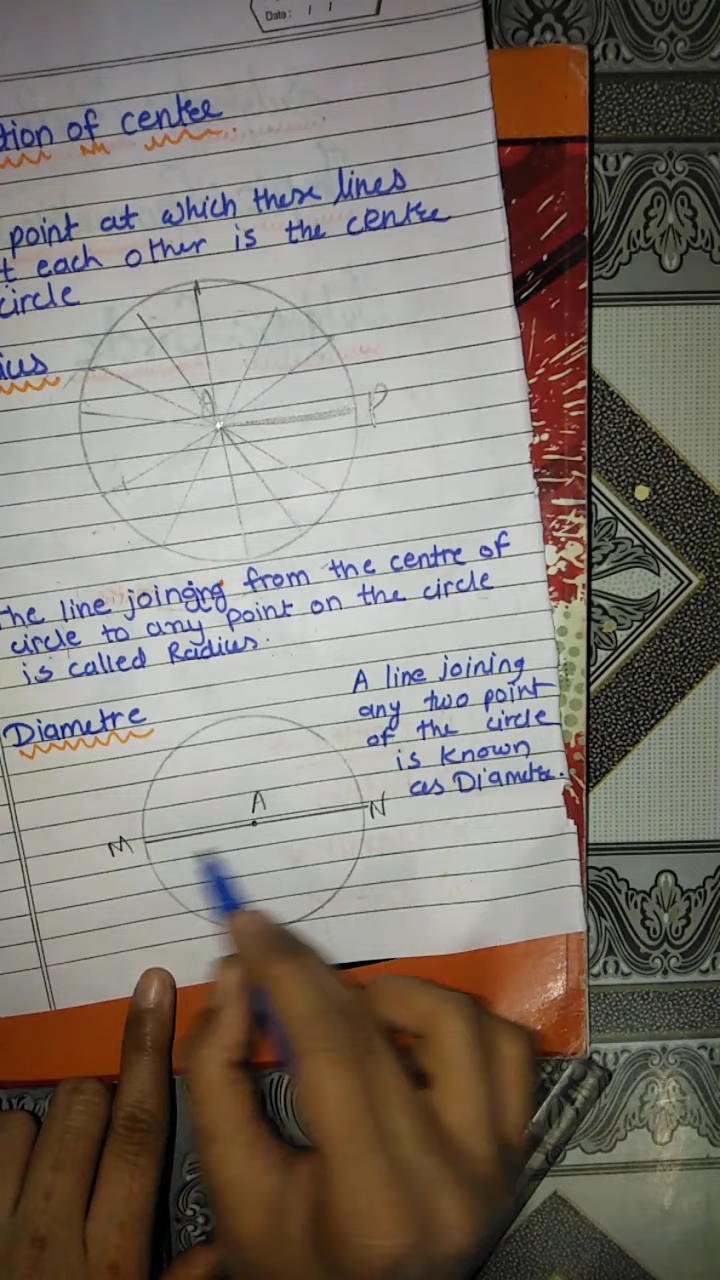 Date: / /
tion of centre
point at which these lines
t each other is the centre
circle
ius
A
P
The line joinging from the centre of
circle to any point on the circle
is called Radius.
Diametre
A line joining
any two point
of the circle
is known
as Diametre.
A
M
N